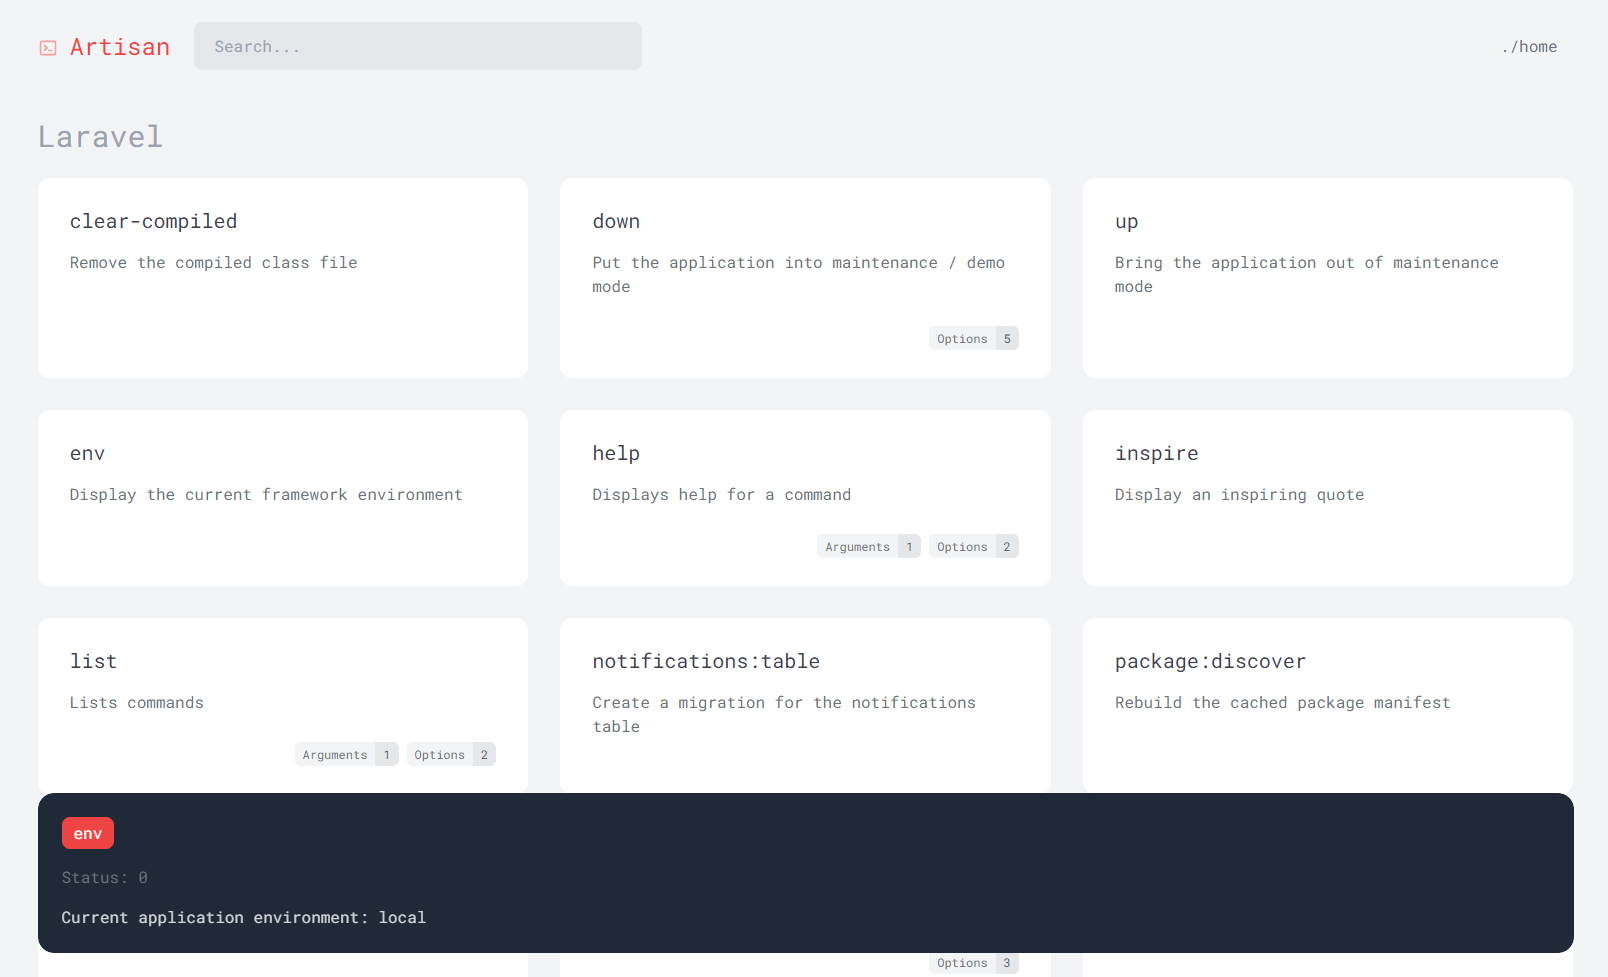 Artisan
Search...
./home
Laravel
clear-compiled
Remove the compiled class file
down
Put the application into maintenance / demo
mode
Options 5
up
Bring the application out of maintenance
mode
env
Display the current framework environment
help
Displays help for a command
Arguments 1 Options 2
inspire
Display an inspiring quote
list
Lists commands
Arguments 1 Options 2
notifications:table
Create a migration for the notifications
table
package:discover
Rebuild the cached package manifest
env
Status: 0
Current application environment: local
Options 3